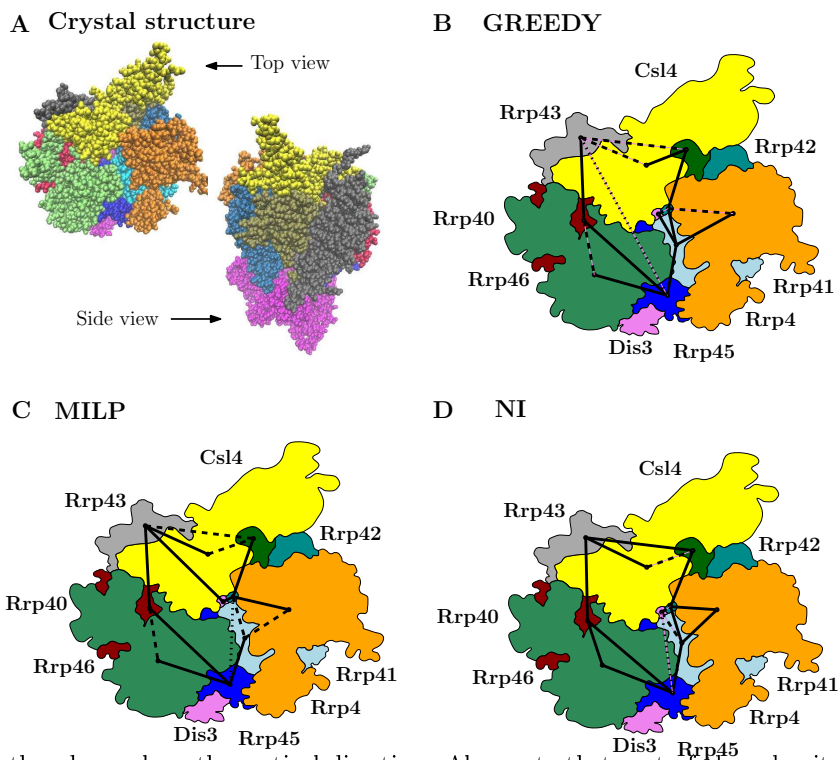 A Crystal structure
Top view
Side view
B GREEDY
Csl4
Rrp43
Rrp42
Rrp40
Rrp46
Rrp41
Rrp4
Dis3
Rrp45
C MILP
Csl4
Rrp43
Rrp42
Rrp40
Rrp46
Rrp41
Rrp4
Dis3
Rrp45
D NI
Csl4
Rrp43
Rrp42
Rrp40
Rrp46
Rrp41
Rrp4
Dis3
Rrp45